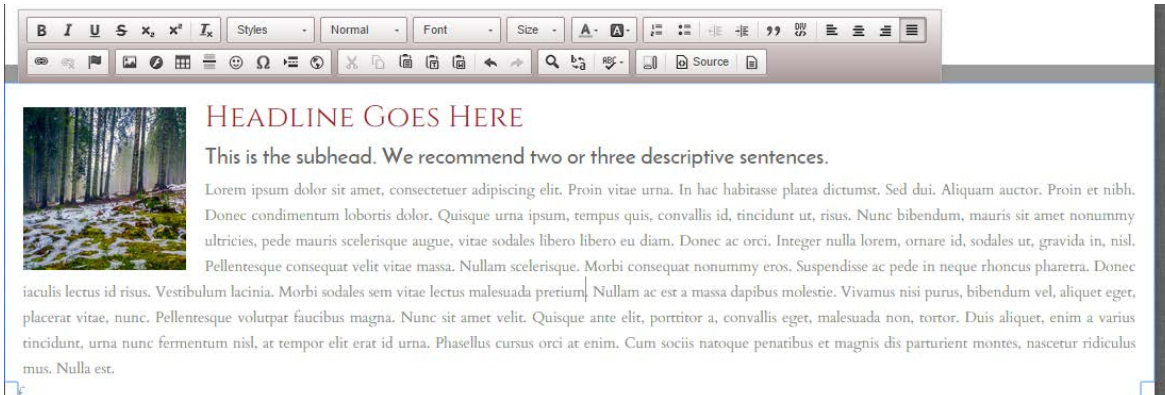 B I U S x₂ x² Tx Styles Normal Font Size A A
ABC Source
Headline Goes Here
This is the subhead. We recommend two or three descriptive sentences.
Lorem ipsum dolor sit amet, consectetuer adipiscing elit. Proin vitae urna. In hac habitasse platea dictumst. Sed dui. Aliquam auctor. Proin et nibh.
Donec condimentum lobortis dolor. Quisque urna ipsum, tempus quis, convallis id, tincidunt ut, risus. Nunc bibendum, mauris sit amet nonummy
ultricies, pede mauris scelerisque augue, vitae sodales libero libero eu diam. Donec ac orci. Integer nulla lorem, ornare id, sodales ut, gravida in, nisl.
Pellentesque consequat velit vitae massa. Nullam scelerisque. Morbi consequat nonummy eros. Suspendisse ac pede in neque rhoncus pharetra. Donec
iaculis lectus id risus. Vestibulum lacinia. Morbi sodales sem vitae lectus malesuada pretium. Nullam ac est a massa dapibus molestie. Vivamus nisi purus, bibendum vel, aliquet eget,
placerat vitae, nunc. Pellentesque volutpat faucibus magna. Nunc sit amet velit. Quisque ante elit, porttitor a, convallis eget, malesuada non, tortor. Duis aliquet, enim a varius
tincidunt, urna nunc fermentum nisl, at tempor elit erat id urna. Phasellus cursus orci at enim. Cum sociis natoque penatibus et magnis dis parturient montes, nascetur ridiculus
mus. Nulla est.